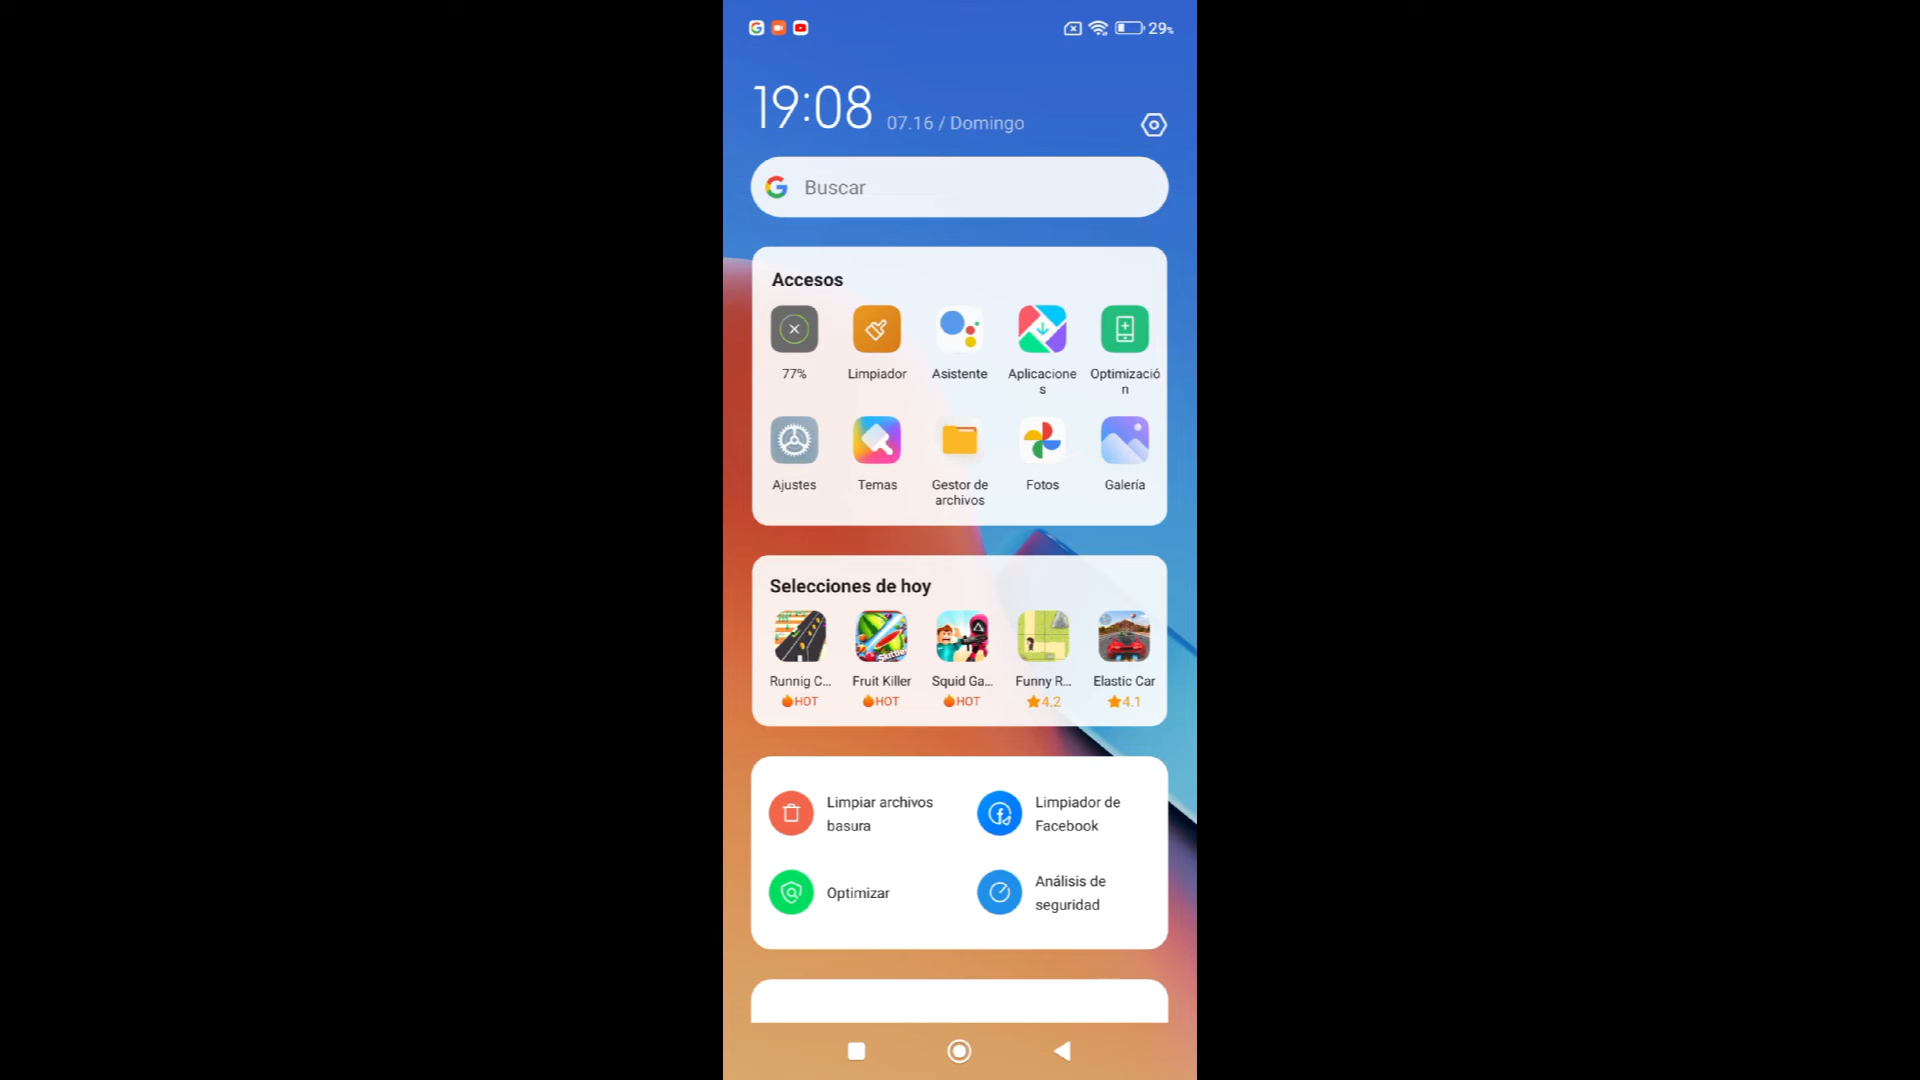 29%
19:08 07.16 / Domingo
Buscar
Accesos
77% Limpiador Asistente Aplicacione
s Optimizació
n
Ajustes Temas Gestor de
archivos Fotos Galería
Selecciones de hoy
Runnig C... Fruit Killer Squid Ga... Funny R... Elastic Car
HOT HOT HOT 4.2 4.1
Limpiar archivos
basura
Limpiador de
Facebook
Optimizar
Análisis de
seguridad